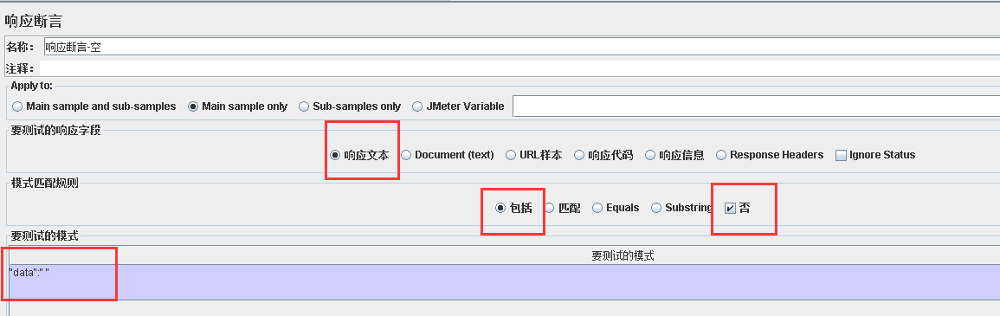 响应断言
名称： 响应断言-空
注释：
Apply to:
Main sample and sub-samples Main sample only Sub-samples only JMeter Variable
要测试的响应字段
响应文本 Document (text) URL样本 响应代码 响应信息 Response Headers Ignore Status
模式匹配规则
包括 匹配 Equals Substring 否
要测试的模式
要测试的模式
"data":" "